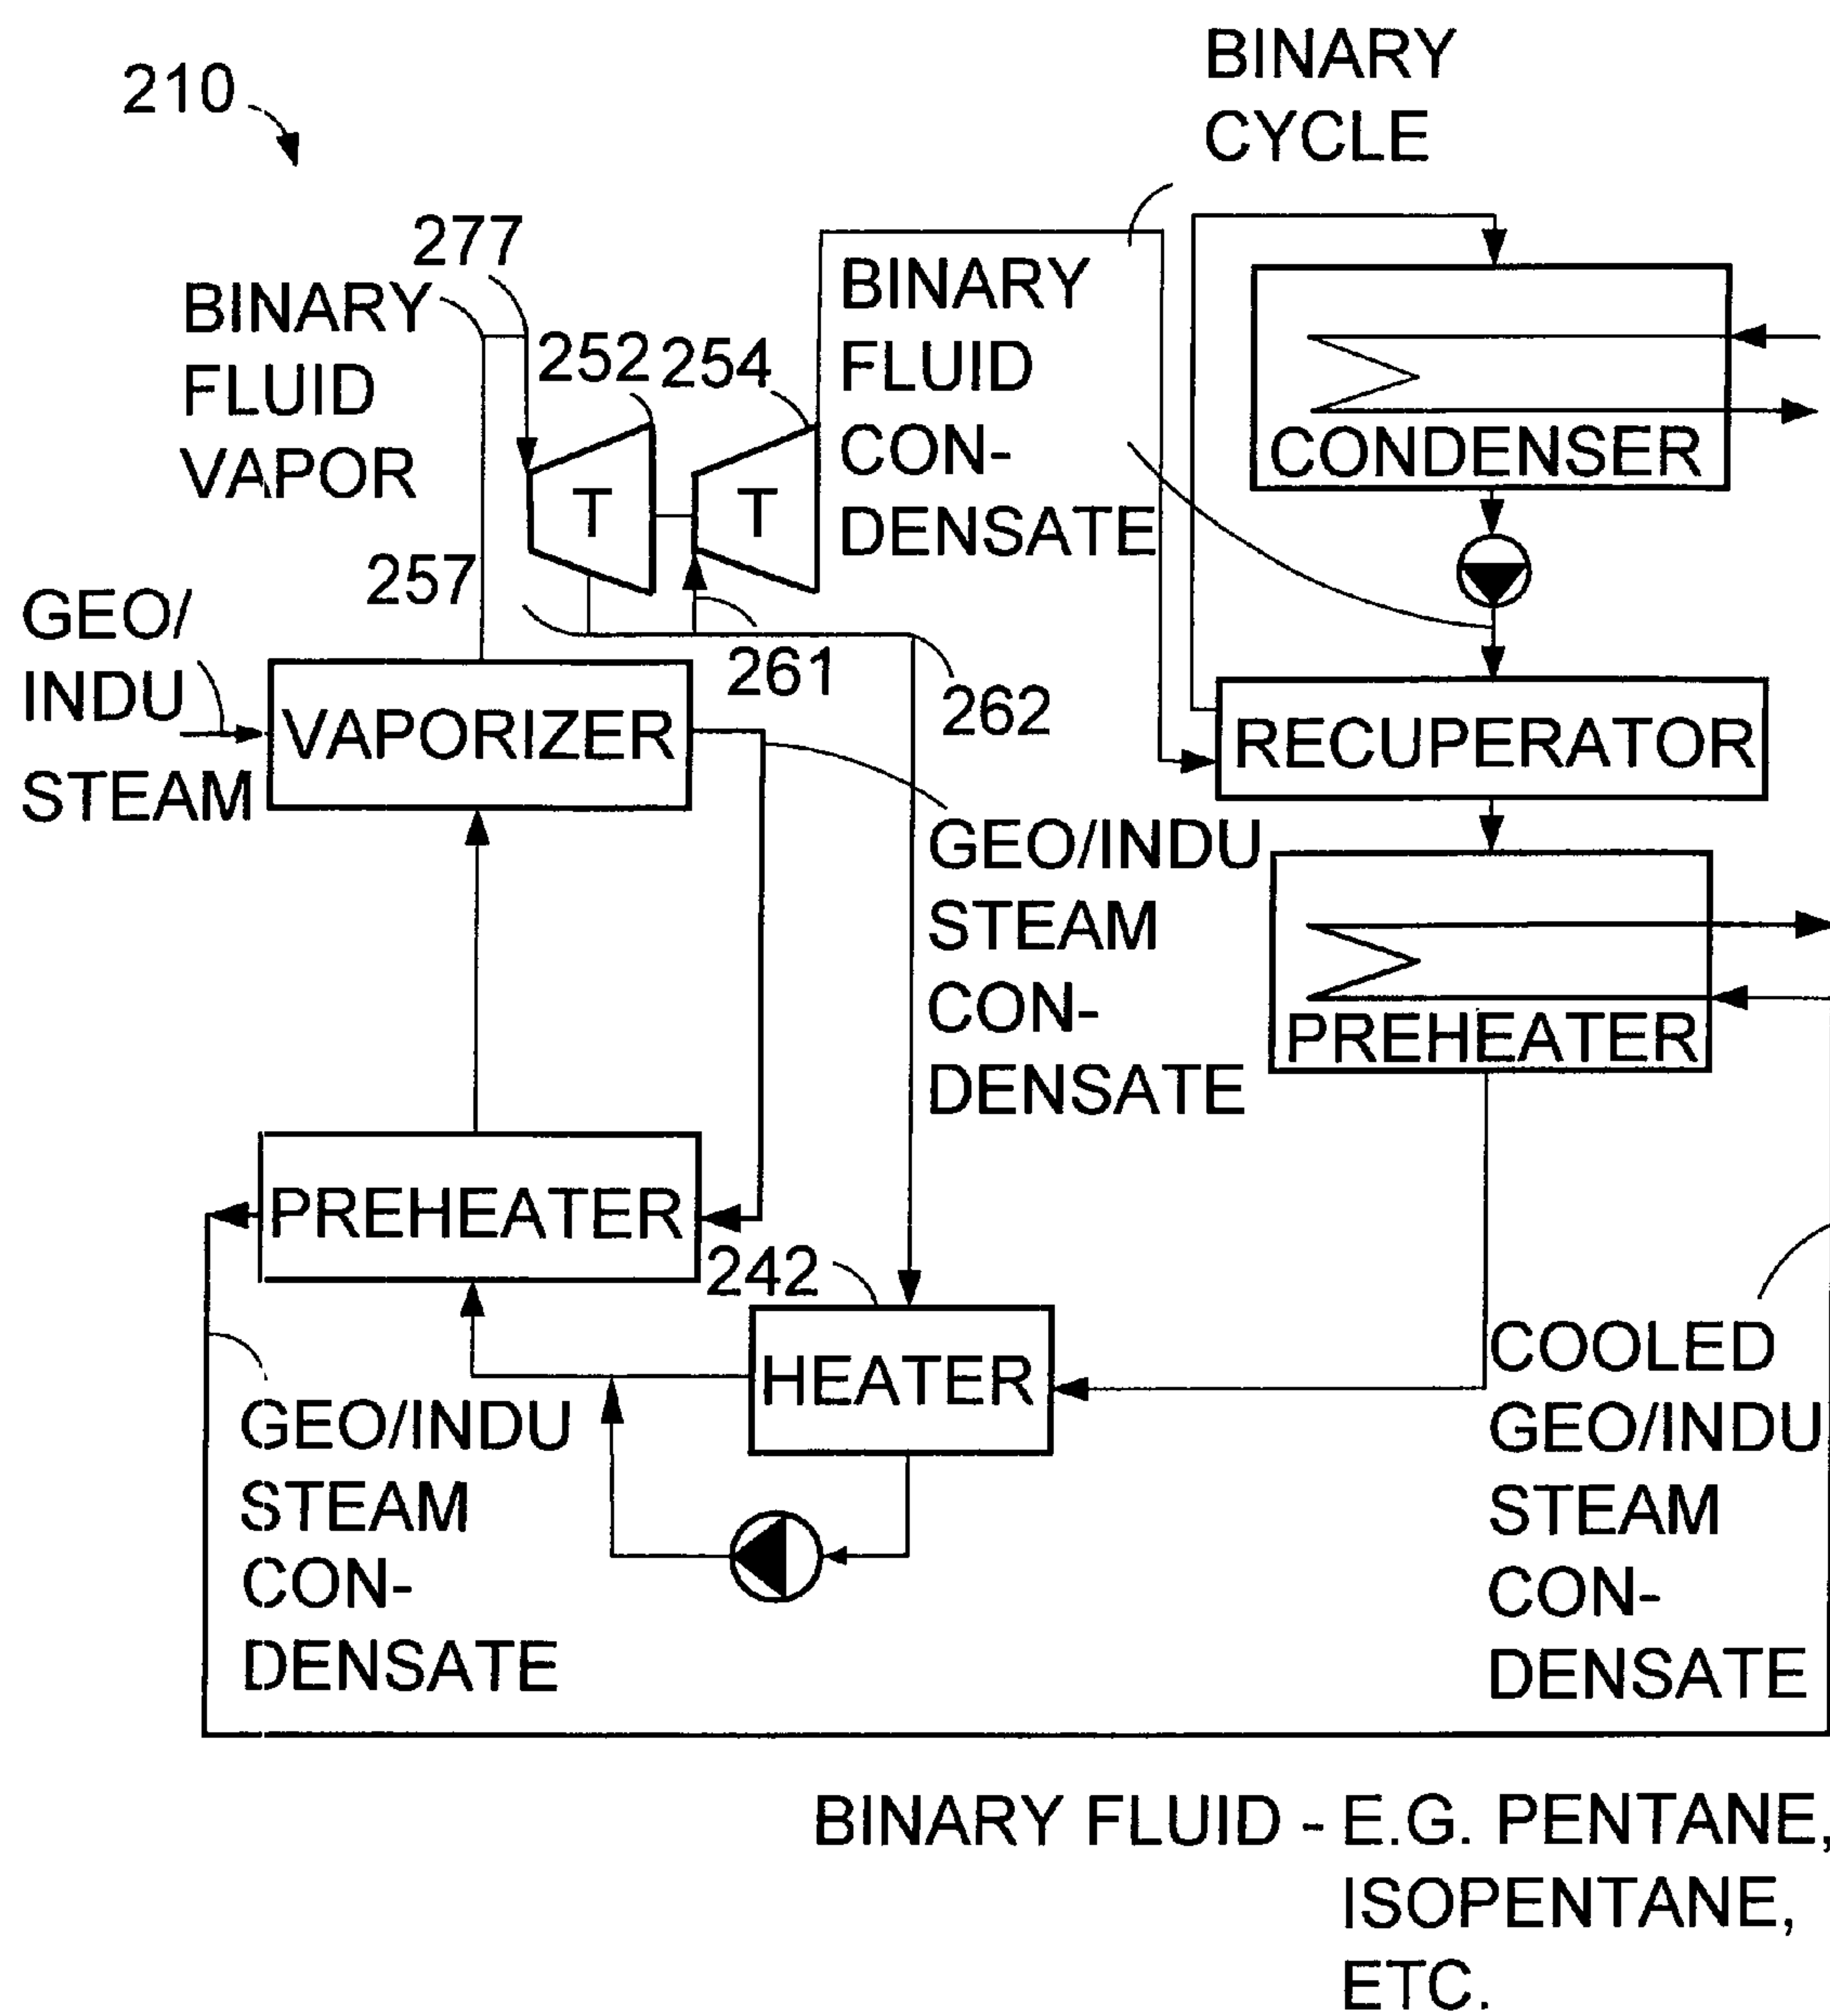 210
BINARY
CYCLE
277
BINARY
FLUID
VAPOR
252
254
BINARY
FLUID
CON-
DENSATE
CONDENSER
T
T
257
GEO/
INDU
STEAM
261
262
VAPORIZER
RECUPERATOR
GEO/INDU
STEAM
CON-
DENSATE
PREHEATER
PREHEATER
242
HEATER
GEO/INDU
STEAM
CON-
DENSATE
COOLED
GEO/INDU
STEAM
CON-
DENSATE
BINARY FLUID - E.G. PENTANE,
ISOPENTANE,
ETC.